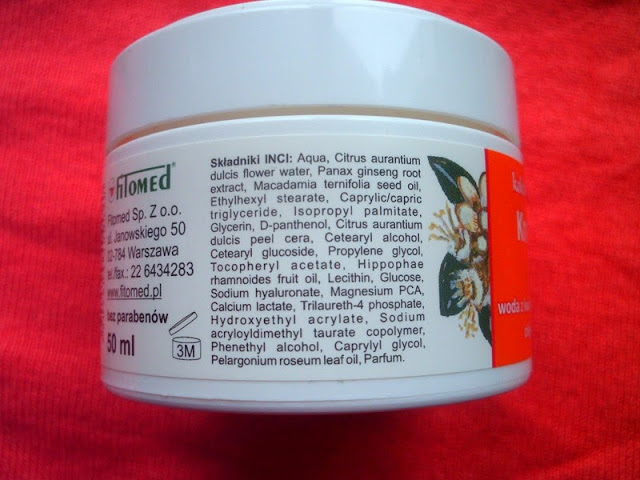 fitomed®
Fitomed Sp. Z o.o.
ul. Janowskiego 50
02-784 Warszawa
tel./fax.: 22 6434283
www.fitomed.pl
bez parabenów
50 ml
3M
Składniki INCI: Aqua, Citrus aurantium
dulcis flower water, Panax ginseng root
extract, Macadamia ternifolia seed oil,
Ethylhexyl stearate, Caprylic/capric
triglyceride, Isopropyl palmitate,
Glycerin, D-panthenol, Citrus aurantium
dulcis peel cera, Cetearyl alcohol,
Cetearyl glucoside, Propylene glycol,
Tocopheryl acetate, Hippophae
rhamnoides fruit oil, Lecithin, Glucose,
Sodium hyaluronate, Magnesium PCA,
Calcium lactate, Trilaureth-4 phosphate,
Hydroxyethyl acrylate, Sodium
acryloyldimethyl taurate copolymer,
Phenethyl alcohol, Caprylyl glycol,
Pelargonium roseum leaf oil, Parfum.
woda z